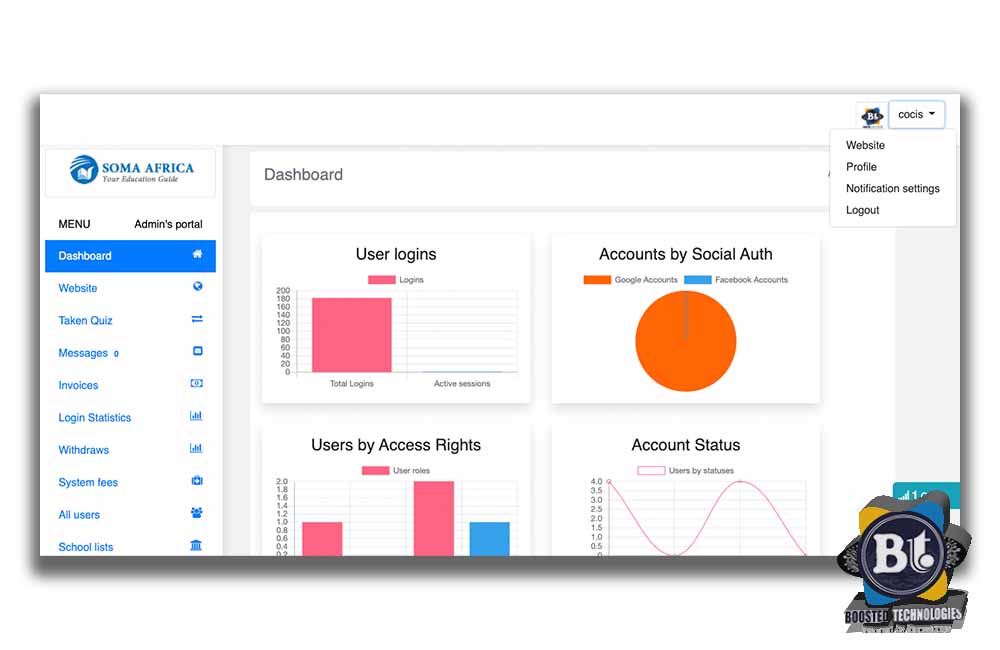 Bt
cocis
Website
Profile
Notification settings
Logout
SOMA AFRICA
Your Education Guide
MENU Admin's portal
Dashboard
Website
Taken Quiz
Messages 0
Invoices
Login Statistics
Withdraws
System fees
All users
School lists
Dashboard
User logins
Logins
200
180
160
140
120
100
80
60
40
20
0
Total Logins Active sessions
Accounts by Social Auth
Google Accounts Facebook Accounts
Users by Access Rights
User roles
2.0
1.8
1.6
1.4
1.2
1.0
0.8
0.6
0.4
0.2
Account Status
Users by statuses
4.0
3.5
3.0
2.5
2.0
1.5
1.0
0.5
1
Bt.
BOOSTED TECHNOLOGIES